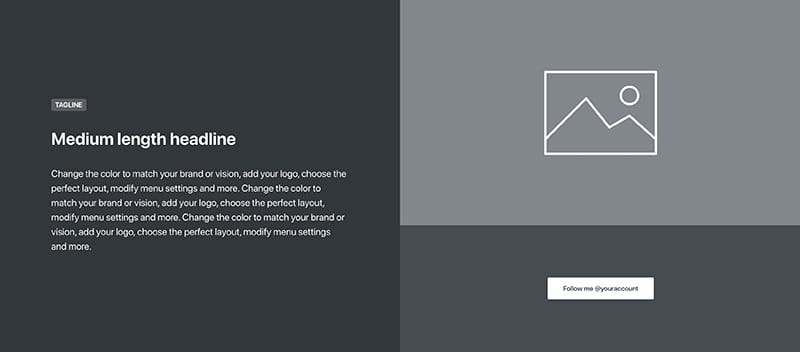 TAGLINE
Medium length headline
Change the color to match your brand or vision, add your logo, choose the
perfect layout, modify menu settings and more. Change the color to
match your brand or vision, add your logo, choose the perfect layout,
modify menu settings and more. Change the color to match your brand or
vision, add your logo, choose the perfect layout, modify menu settings
and more.
Follow me @youraccount